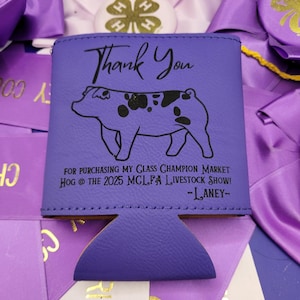 Thank You
for purchasing my Class Champion Market
Hog @ the 2025 MCLPA Livestock Show!
-Laney-